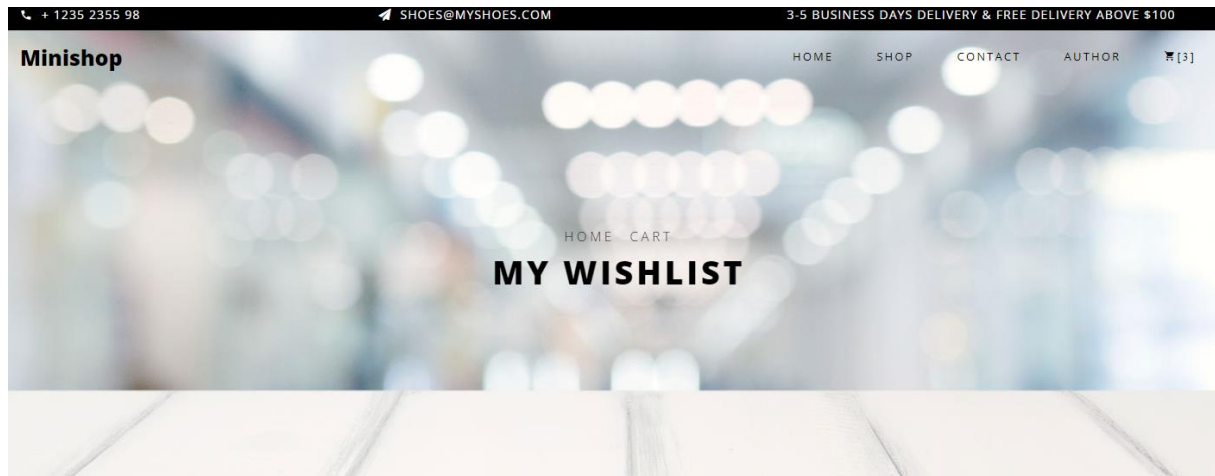 + 1235 2355 98
SHOES@MYSHOES.COM
3-5 BUSINESS DAYS DELIVERY & FREE DELIVERY ABOVE $100
Minishop
HOME
SHOP
CONTACT
AUTHOR
[3]
HOME CART
MY WISHLIST